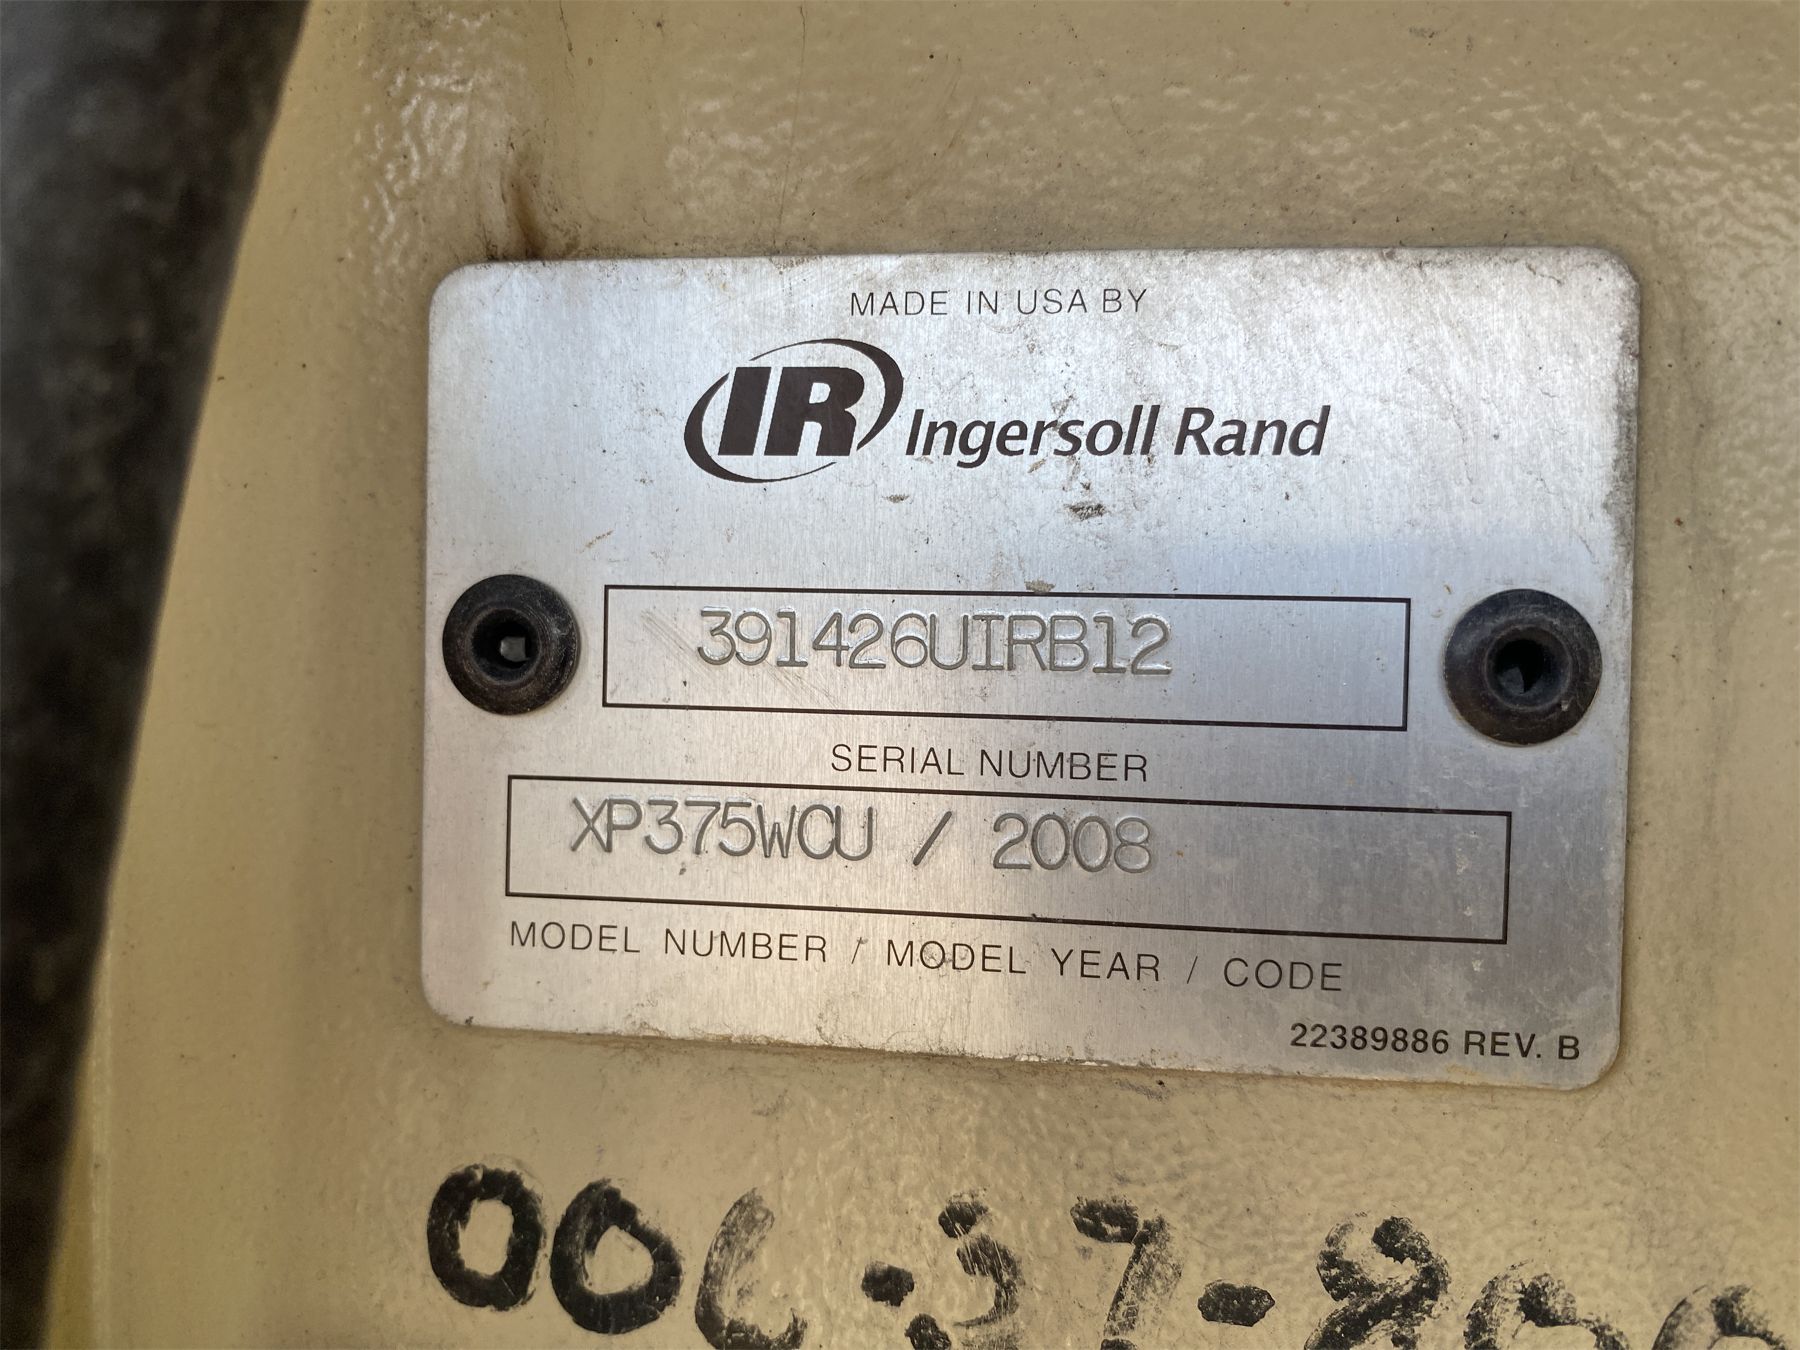 MADE IN USA BY
IR Ingersoll Rand
391426UIRB12
SERIAL NUMBER
XP375WCU / 2008
MODEL NUMBER / MODEL YEAR / CODE
22389886 REV. B